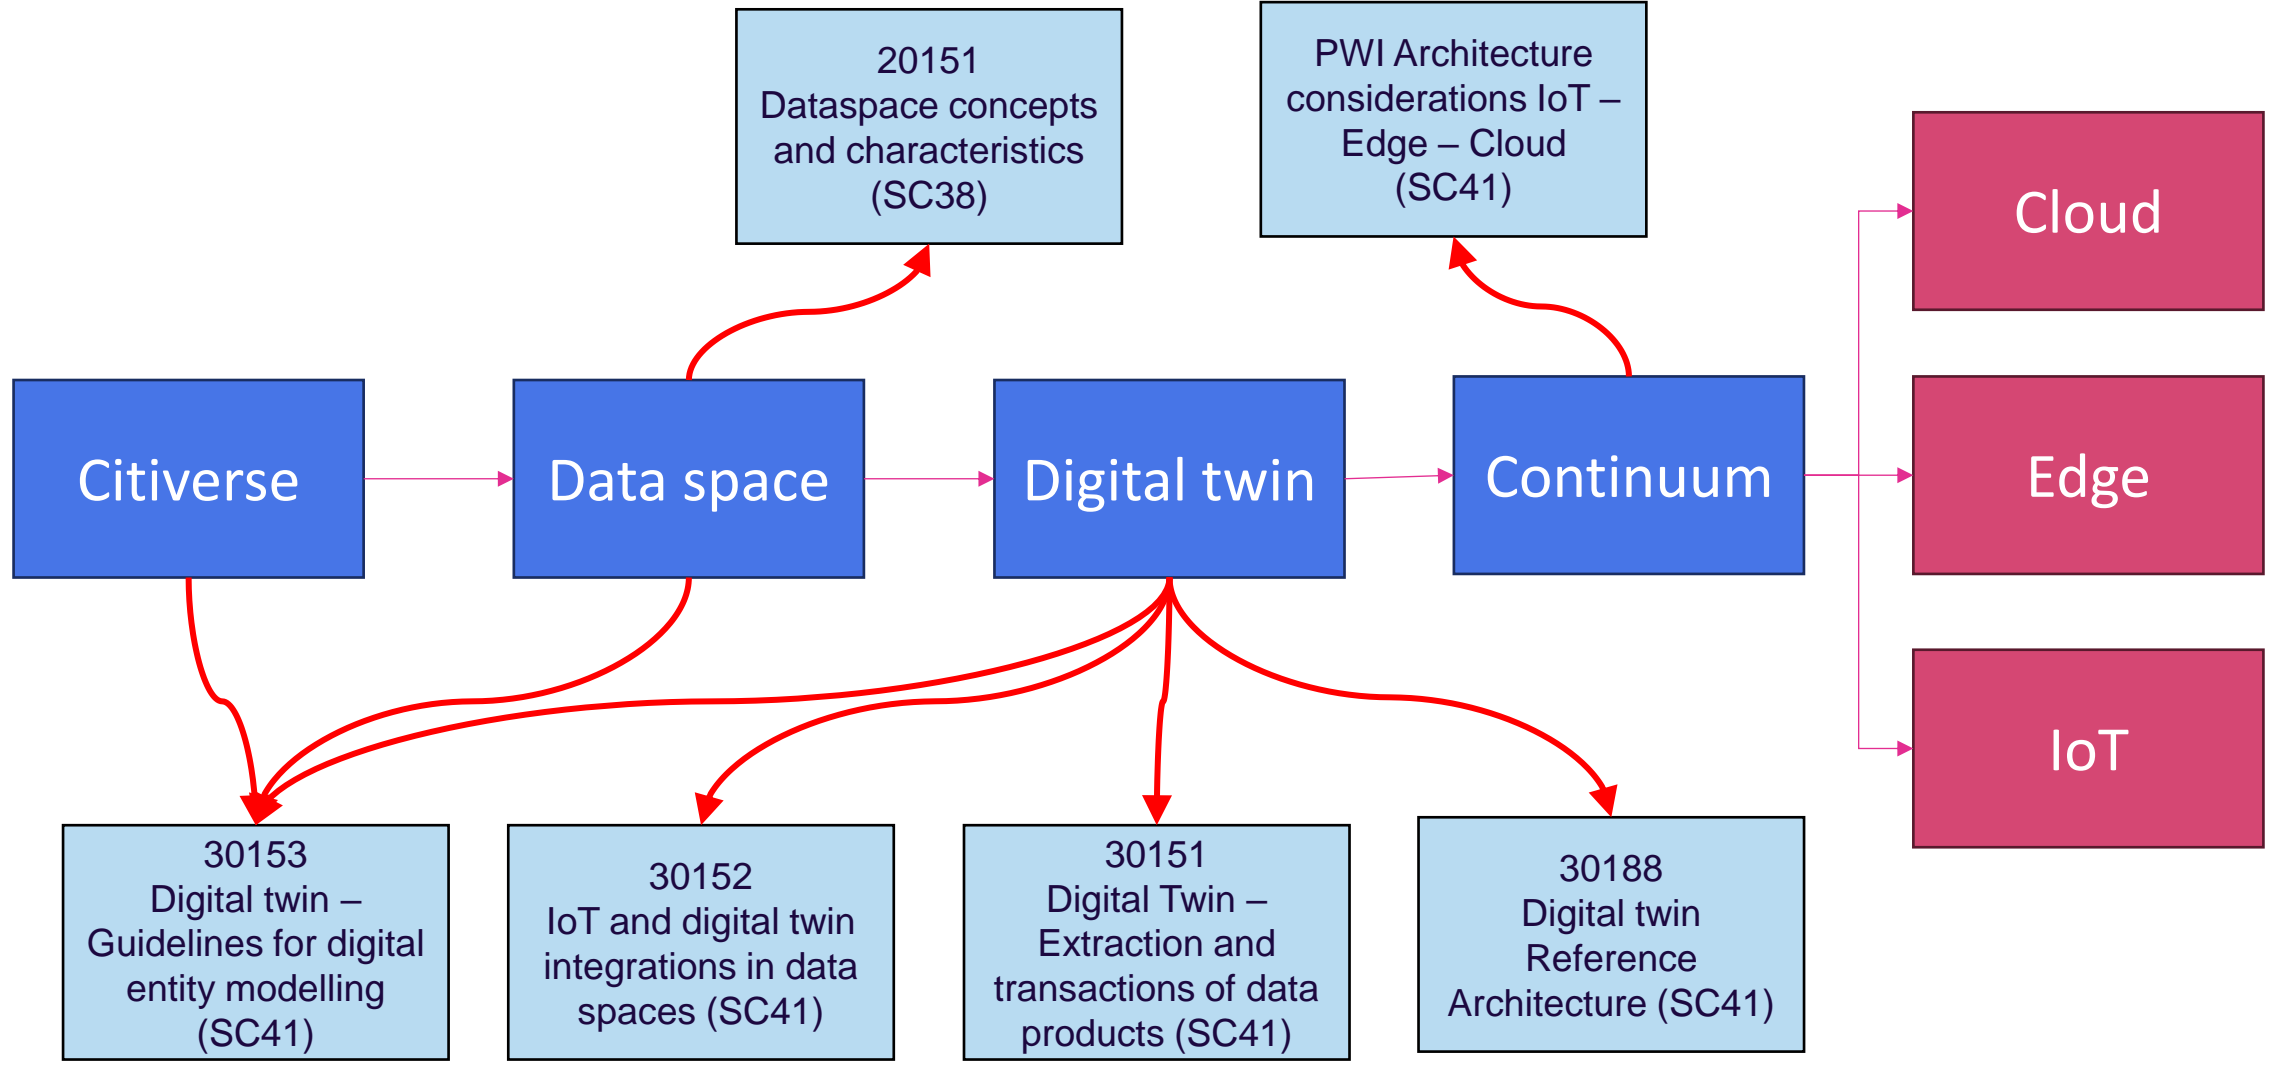 20151
Dataspace concepts
and characteristics
(SC38)
PWI Architecture
considerations IoT –
Edge – Cloud
(SC41)
Cloud
Citiverse
Data space
Digital twin
Continuum
Edge
IoT
30153
Digital twin –
Guidelines for digital
entity modelling
(SC41)
30152
IoT and digital twin
integrations in data
spaces (SC41)
30151
Digital Twin –
Extraction and
transactions of data
products (SC41)
30188
Digital twin
Reference
Architecture (SC41)